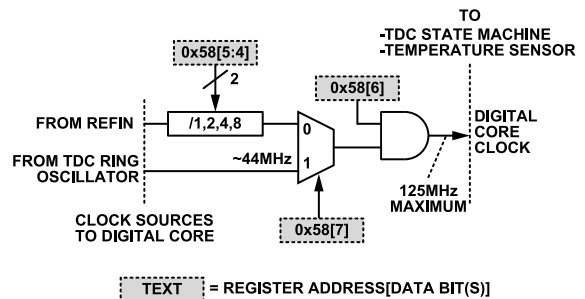 TO
-TDC STATE MACHINE
-TEMPERATURE SENSOR
0x58[5:4]
2
0x58[6]
FROM REFIN
/1,2,4,8
0
DIGITAL
CORE
CLOCK
FROM TDC RING
OSCILLATOR
~44MHz
1
125MHz
MAXIMUM
CLOCK SOURCES
TO DIGITAL CORE
0x58[7]
TEXT = REGISTER ADDRESS[DATA BIT(S)]